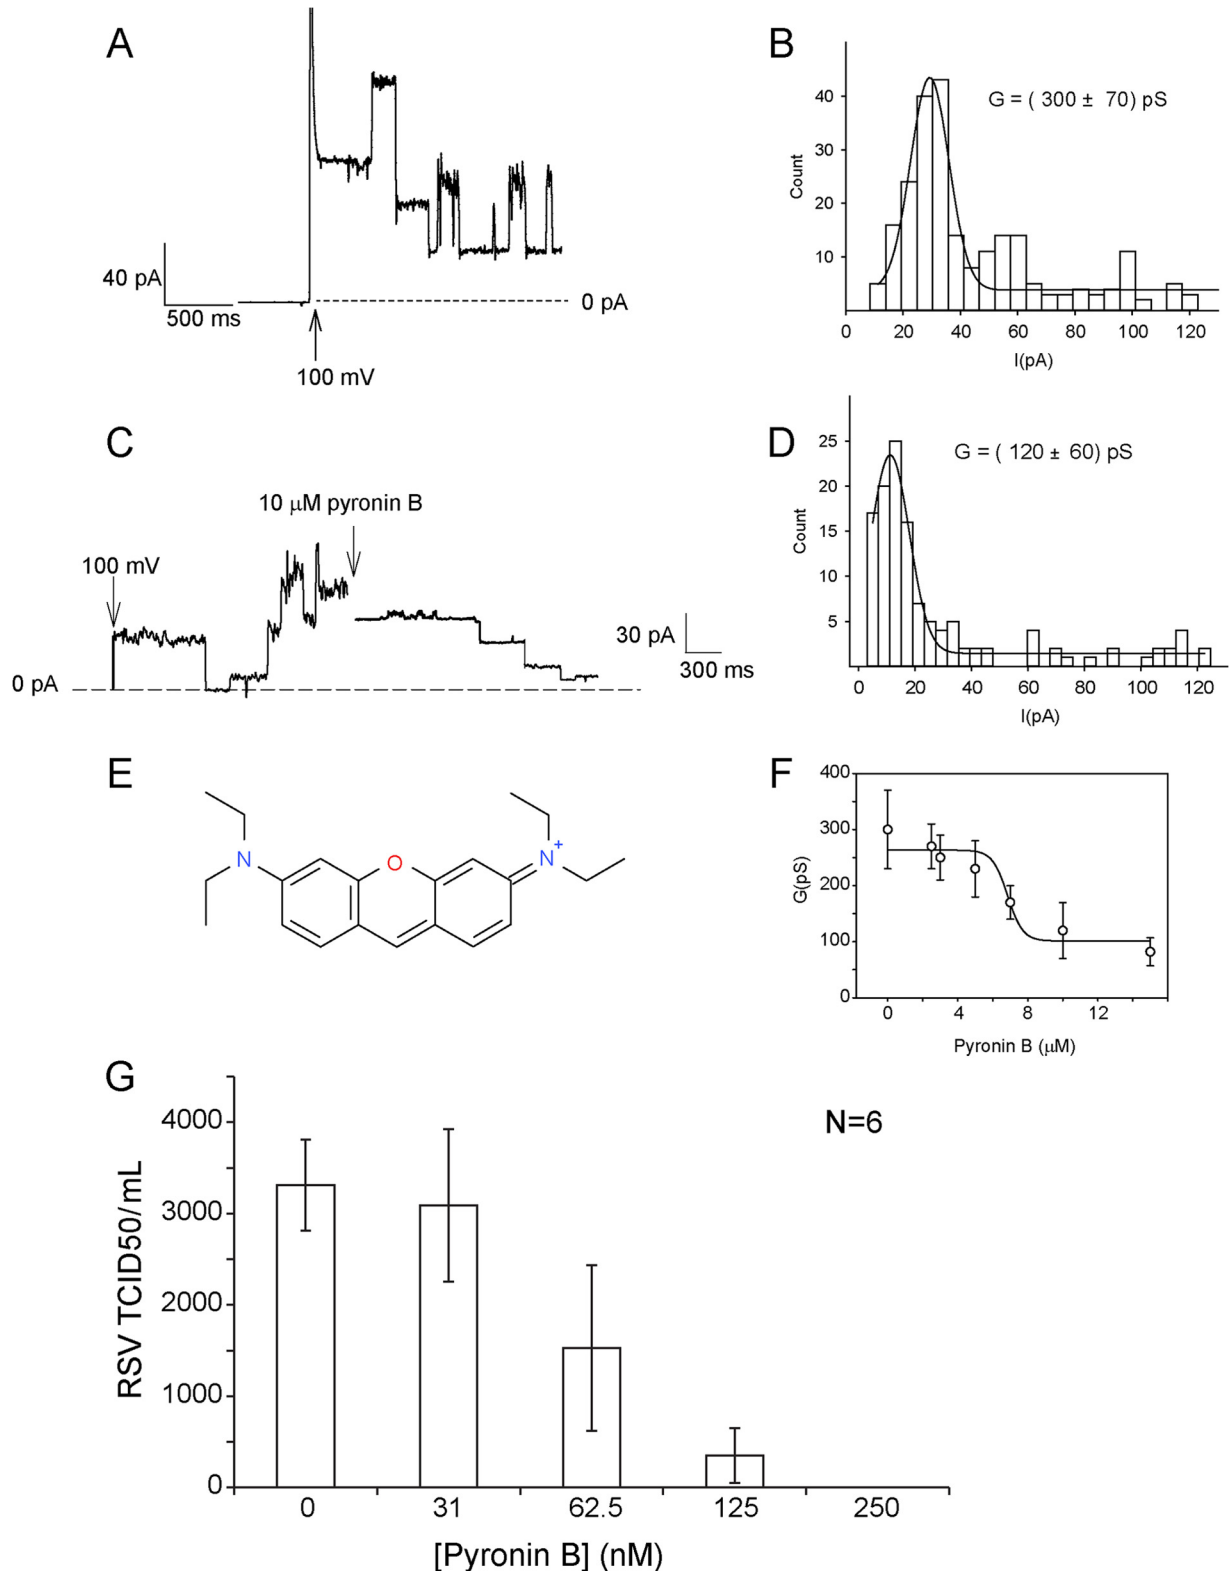 A
40 pA
500 ms
0 pA
100 mV
B
G = ( 300 ± 70) pS
Count
40
30
20
10
0 20 40 60 80 100 120
I(pA)
C
10 μM pyronin B
100 mV
0 pA
30 pA
300 ms
D
G = ( 120 ± 60) pS
Count
25
20
15
10
5
0 20 40 60 80 100 120
I(pA)
E
N
O
N+
F
G(pS)
400
300
200
100
0
0 4 8 12
Pyronin B (μM)
G
N=6
RSV TCID50/mL
4000
3000
2000
1000
0
0 31 62.5 125 250
[Pyronin B] (nM)